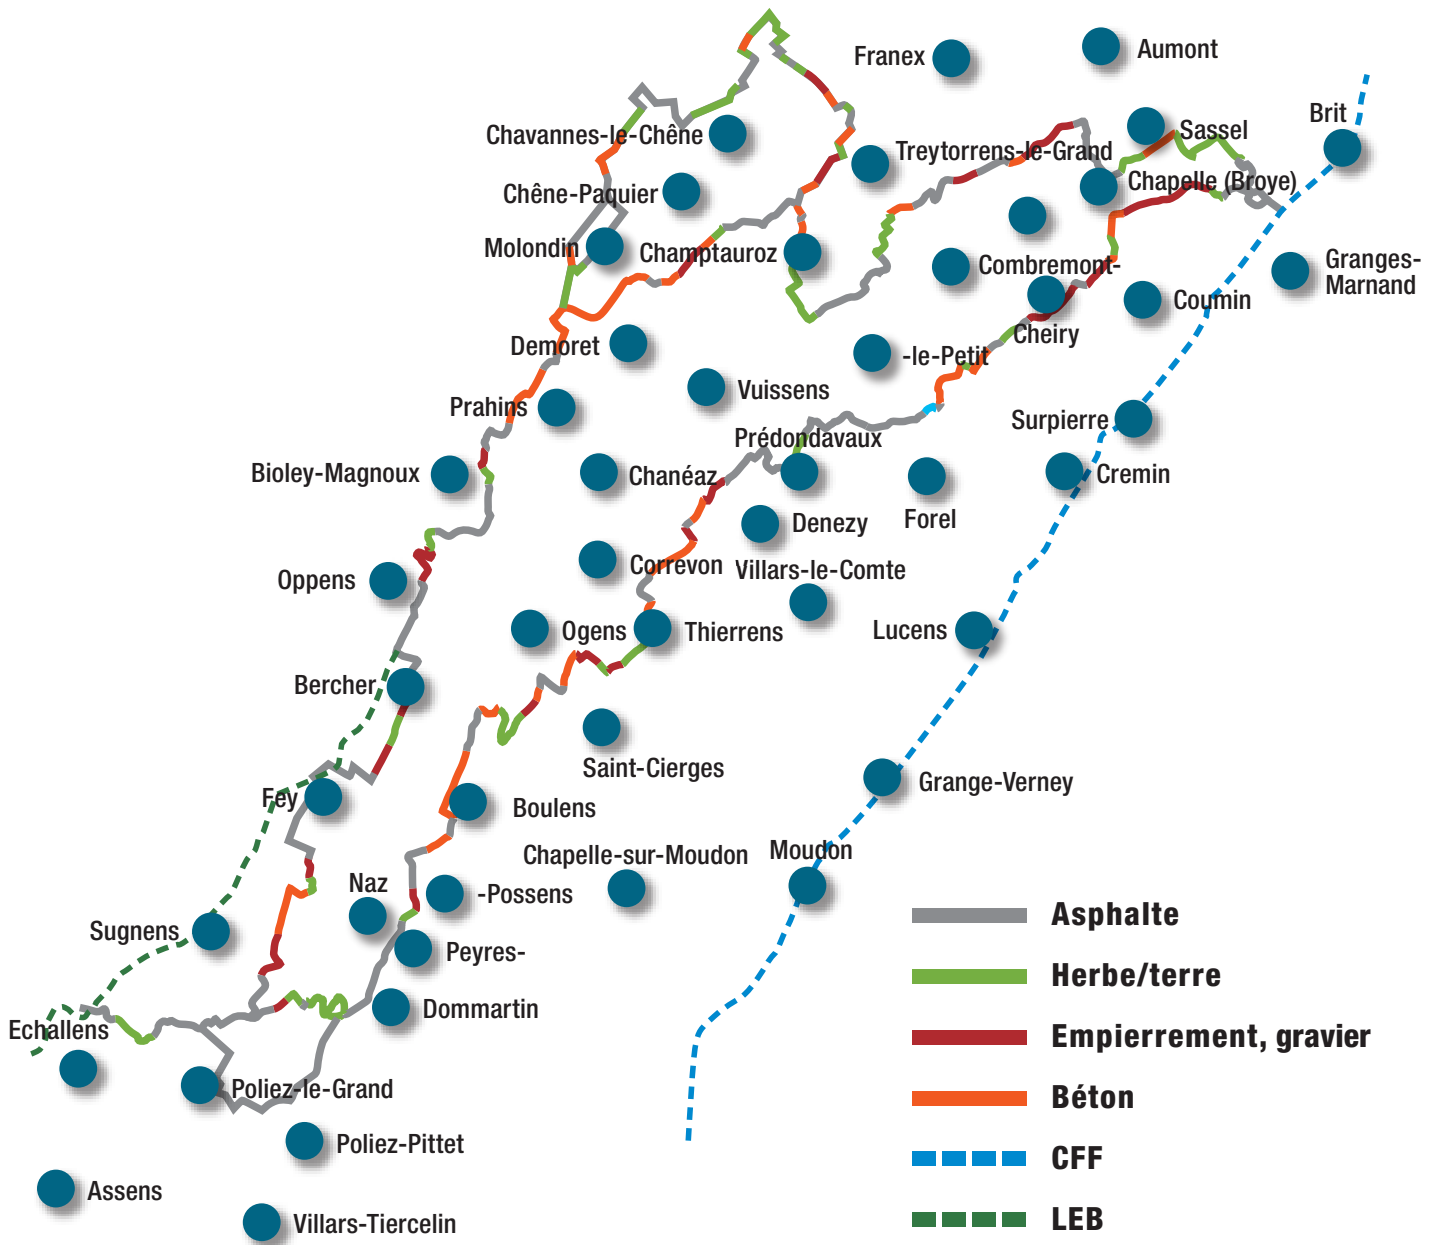 Franex
Aumont
Brit
Chavannes-le-Chêne
Sassel
Treytorrens-le-Grand
Chêne-Paquier
Chapelle (Broye)
Molondin
Champtauroz
Combremont-
Granges-
Marnand
Coumin
Cheiry
Demoret
-le-Petit
Vuissens
Prahins
Surpierre
Prédondavaux
Bioley-Magnoux
Chanéaz
Cremin
Denezy
Forel
Oppens
Correvon
Villars-le-Comte
Ogens
Thierrens
Lucens
Bercher
Saint-Cierges
Grange-Verney
Fey
Boulens
Chapelle-sur-Moudon
Moudon
Naz
-Possens
Sugnens
Peyres-
Dommartin
Echallens
Poliez-le-Grand
Poliez-Pittet
Assens
Villars-Tiercelin
Asphalte
Herbe/terre
Empierrement, gravier
Béton
CFF
LEB